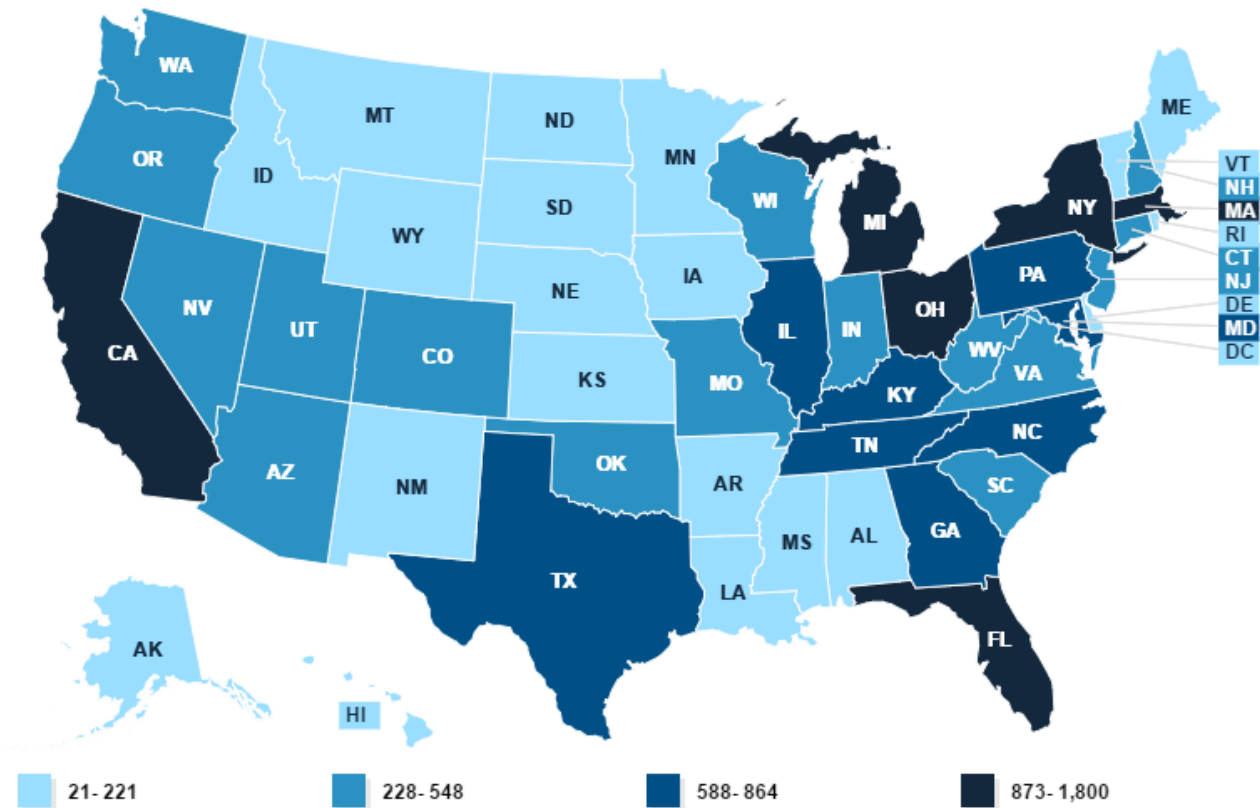 WA
MT
ND
MN
ME
OR
ID
SD
WI
MI
NY
VT
NH
MA
RI
CT
NJ
DE
MD
DC
WY
IA
NE
PA
NV
UT
CO
IL
IN
OH
CA
KS
MO
WV
VA
KY
AZ
NM
OK
AR
TN
NC
SC
MS
AL
GA
TX
LA
FL
AK
HI
21- 221
228- 548
588- 864
873- 1,800